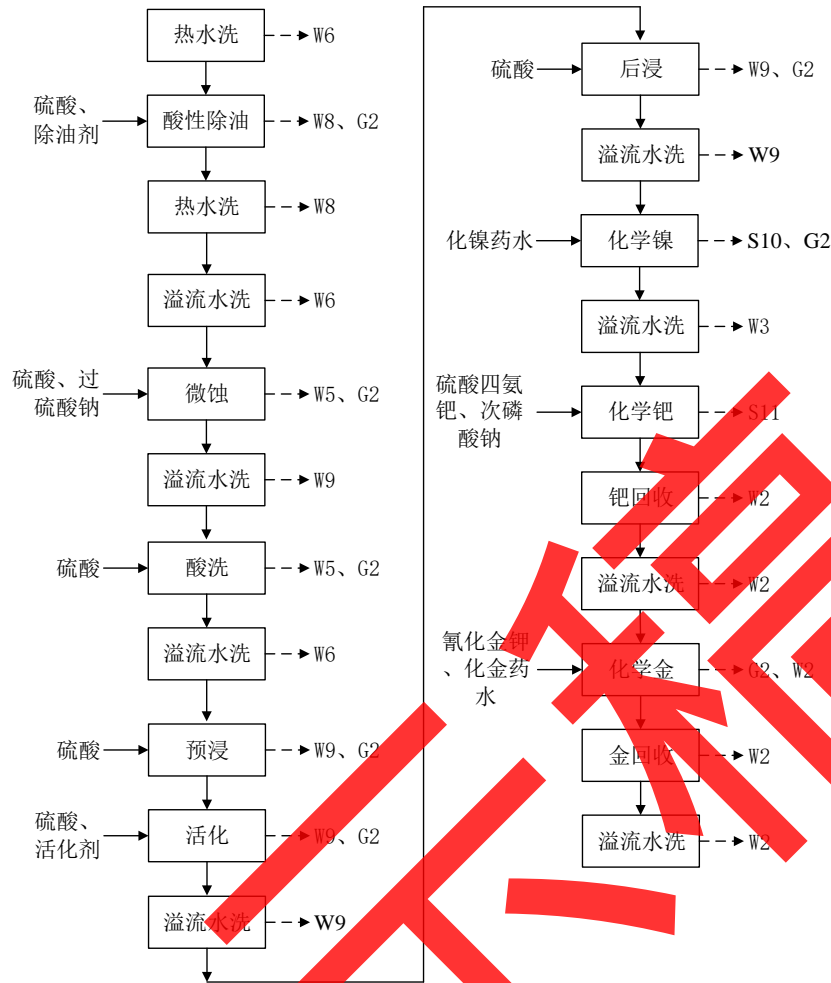 热水洗
W6
硫酸、
除油剂
酸性除油
W8、G2
热水洗
W8
溢流水洗
W6
硫酸、过
硫酸钠
微蚀
W5、G2
溢流水洗
W9
硫酸
酸洗
W5、G2
溢流水洗
W6
硫酸
预浸
W9、G2
硫酸、
活化剂
活化
W9、G2
溢流水洗
W9
硫酸
后浸
W9、G2
溢流水洗
W9
化镍药水
化学镍
S10、G2
溢流水洗
W3
硫酸四氨
钯、次磷
酸钠
化学钯
S11
钯回收
W2
溢流水洗
W2
氰化金钾
、化金药
水
化学金
G2、W2
金回收
W2
溢流水洗
W2